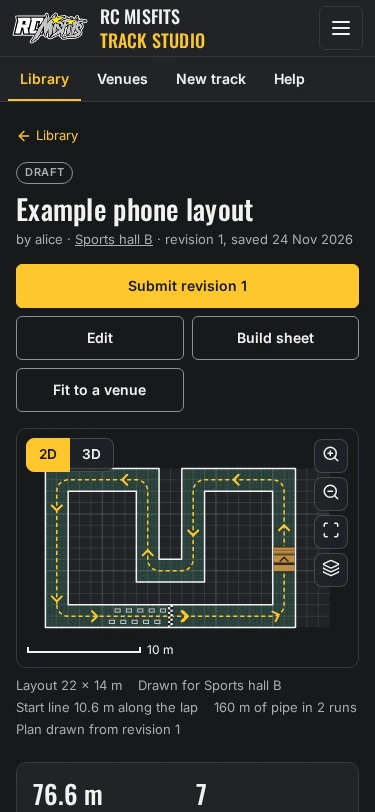 RC Misfits
RC MISFITS
TRACK STUDIO
Library
Venues
New track
Help
← Library
DRAFT
Example phone layout
by alice · Sports hall B · revision 1, saved 24 Nov 2026
Submit revision 1
Edit
Build sheet
Fit to a venue
2D
3D
10 m
Layout 22 × 14 m Drawn for Sports hall B
Start line 10.6 m along the lap 160 m of pipe in 2 runs
Plan drawn from revision 1
76.6 m
7